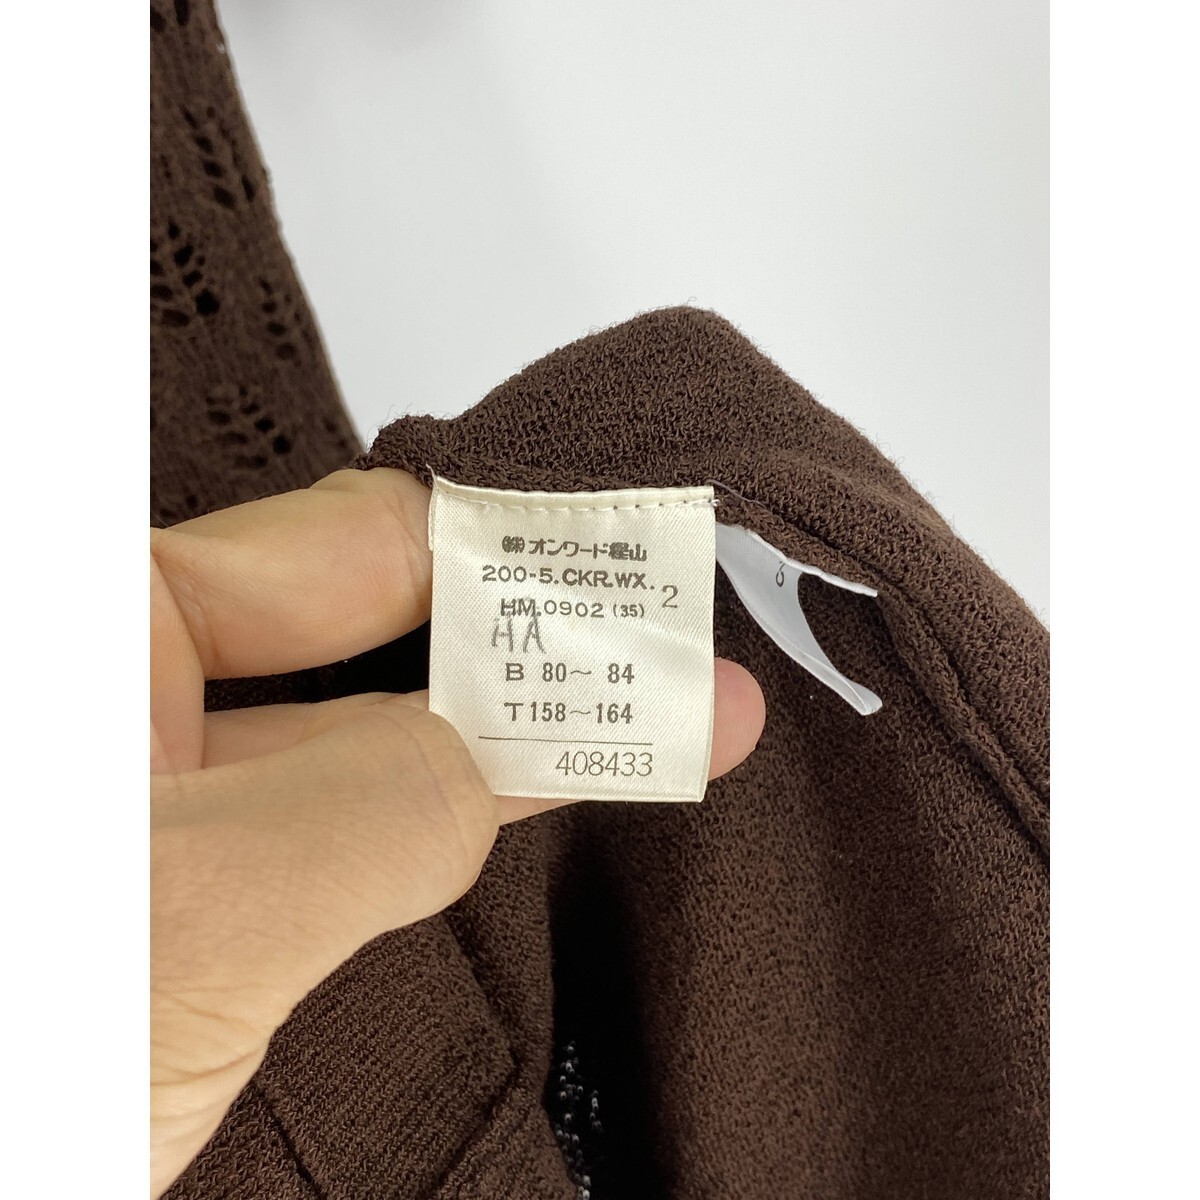 ㈱オンワード樫山
200-5.CKR.WX. 2
HM.0902 (35)
HA
B 80〜 84
T 158〜164
408433